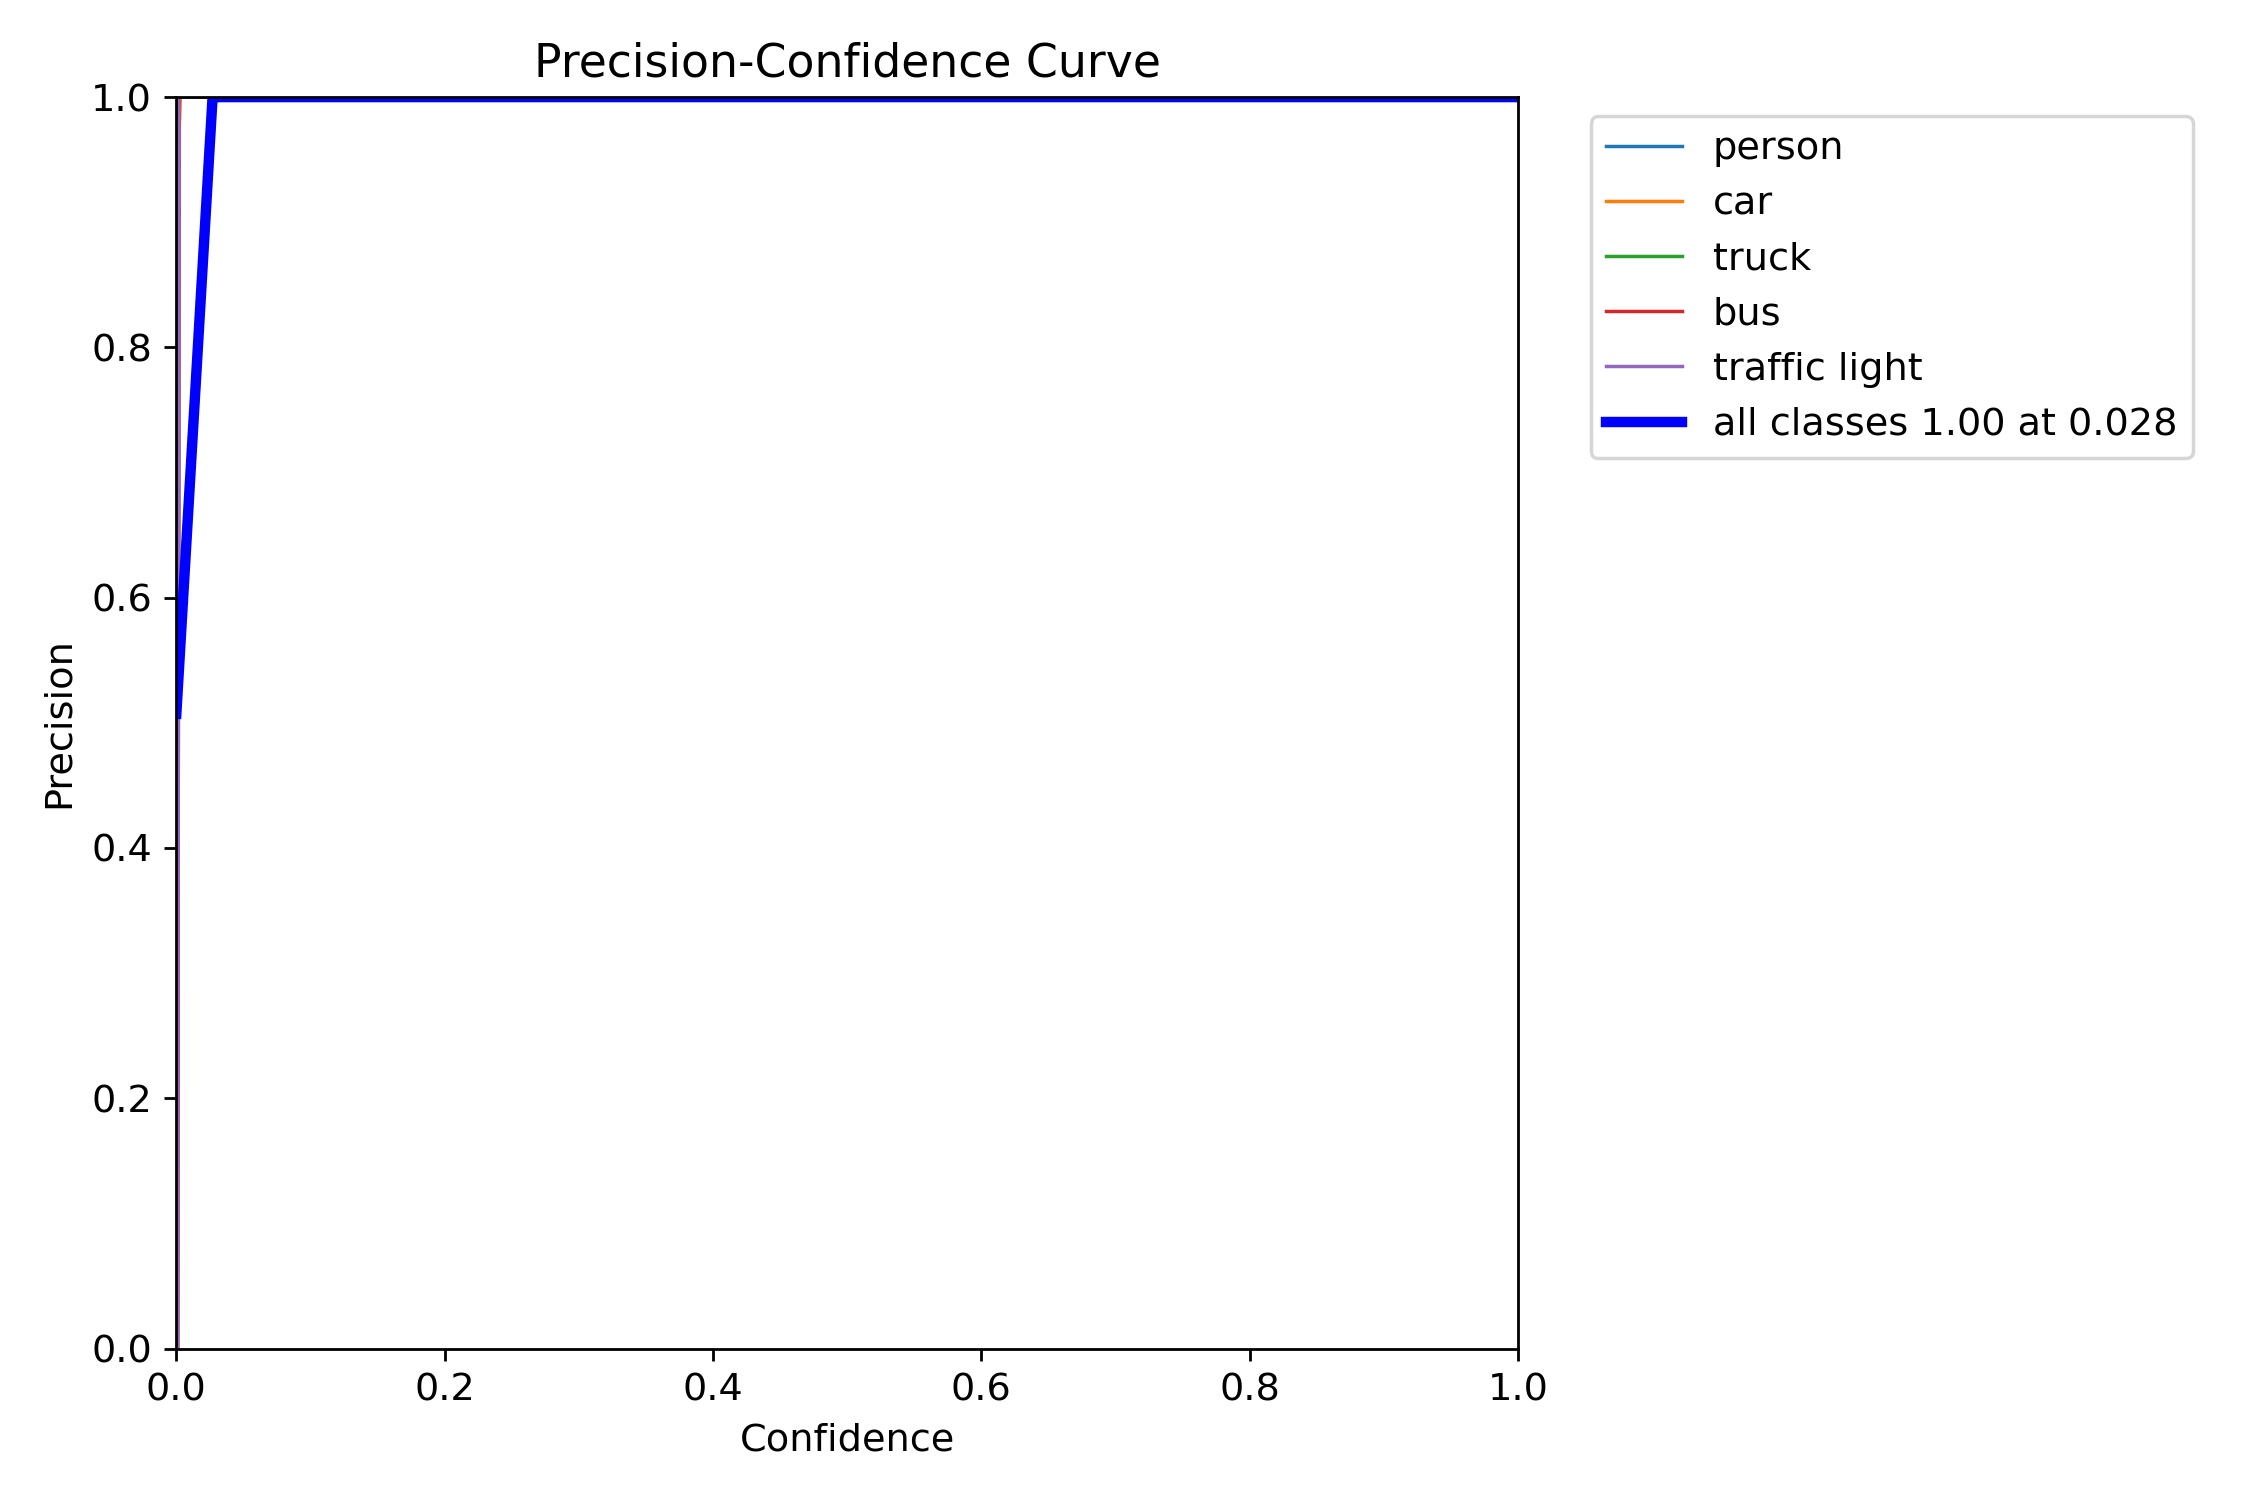 Precision-Confidence Curve
1.0
0.8
0.6
0.4
0.2
0.0
Precision
0.0 0.2 0.4 0.6 0.8 1.0
Confidence
person
car
truck
bus
traffic light
all classes 1.00 at 0.028